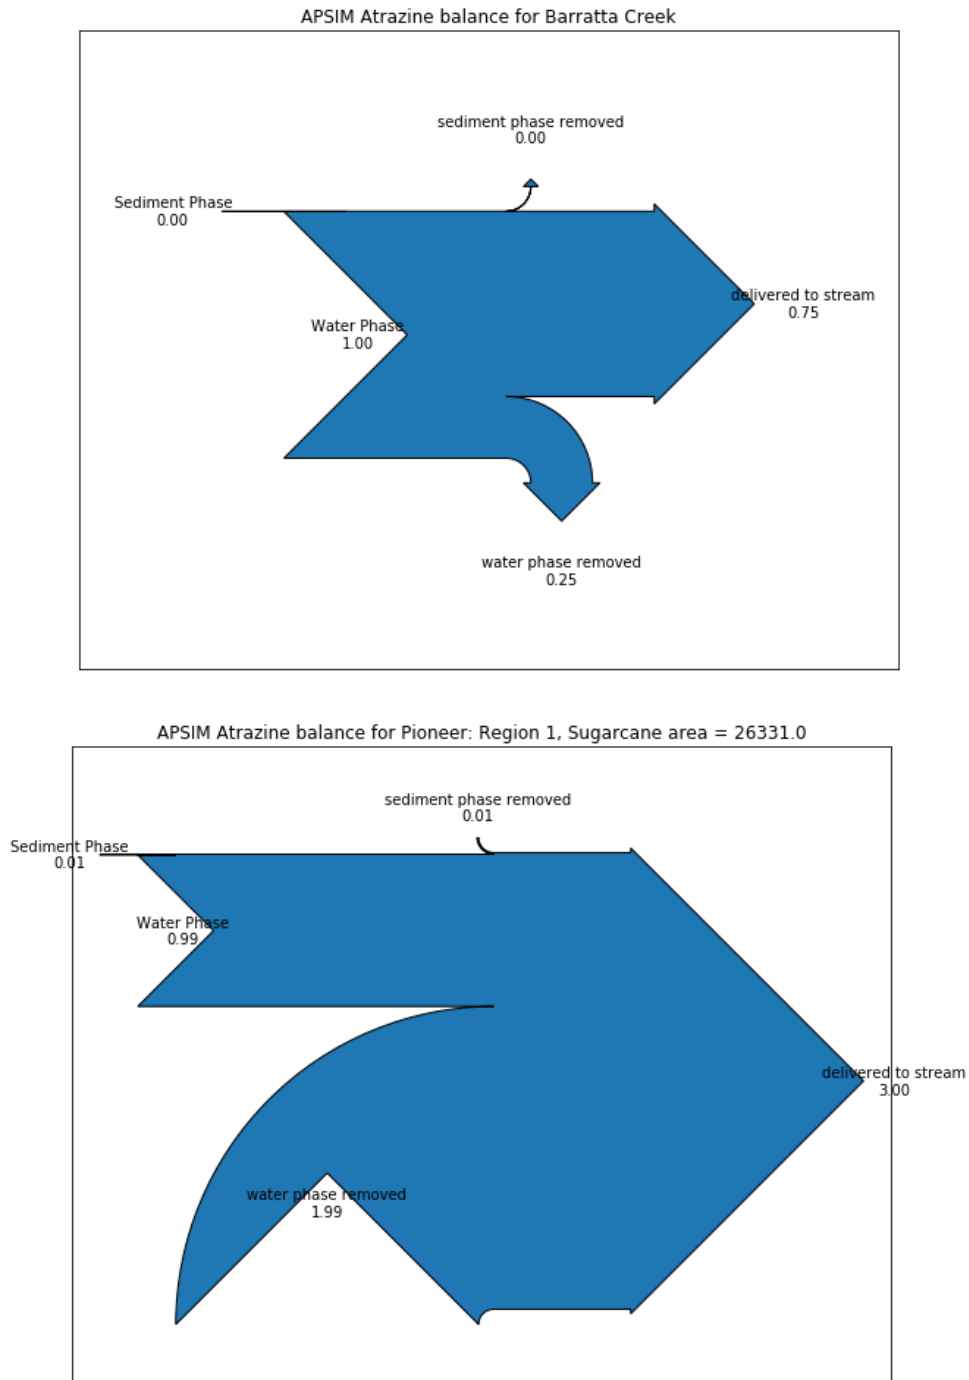 APSIM Atrazine balance for Barratta Creek
sediment phase removed
0.00
Sediment Phase
0.00
delivered to stream
0.75
Water Phase
1.00
water phase removed
0.25
APSIM Atrazine balance for Pioneer: Region 1, Sugarcane area = 26331.0
sediment phase removed
0.01
Sediment Phase
0.01
Water Phase
0.99
delivered to stream
3.00
water phase removed
1.99